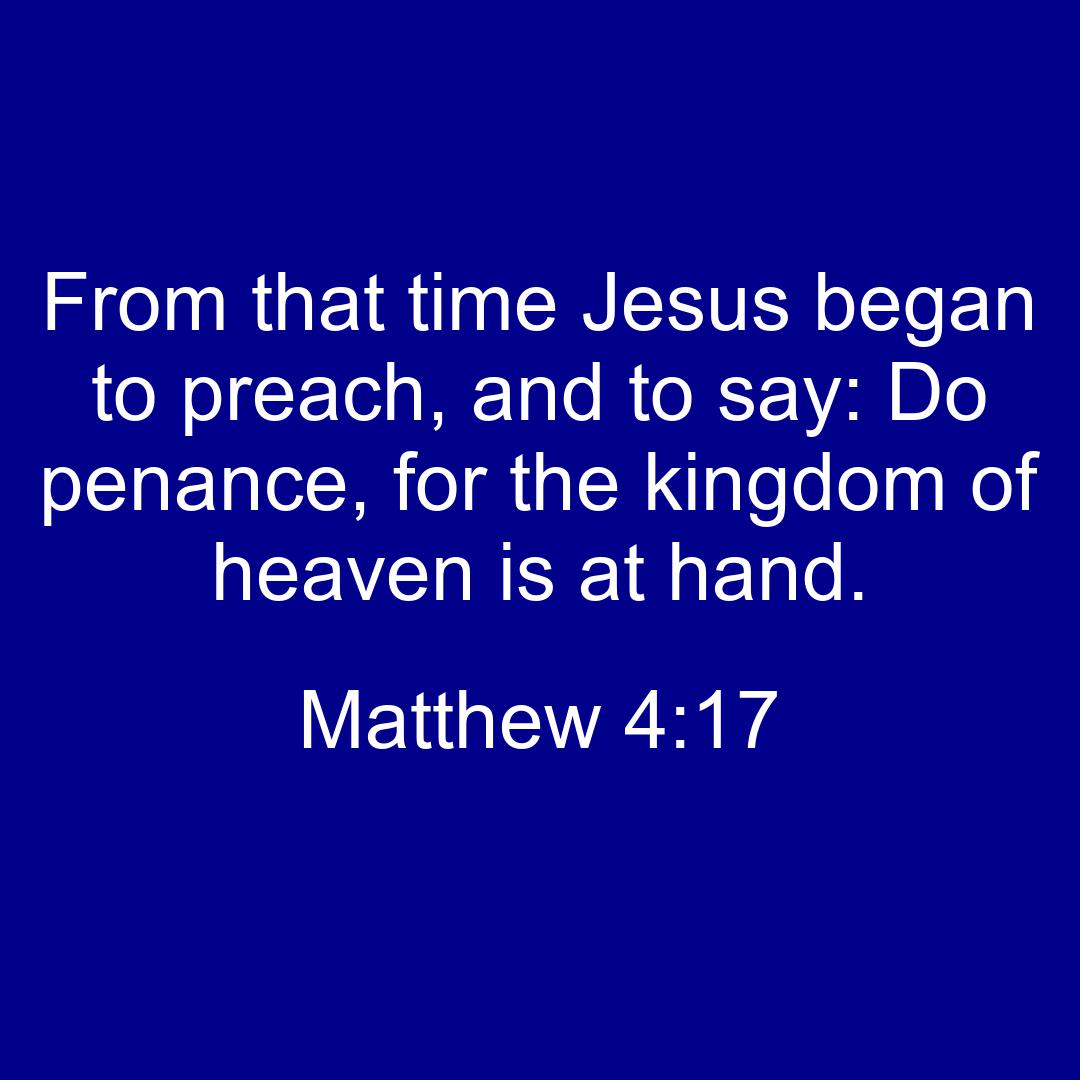 From that time Jesus began
to preach, and to say: Do
penance, for the kingdom of
heaven is at hand.
Matthew 4:17